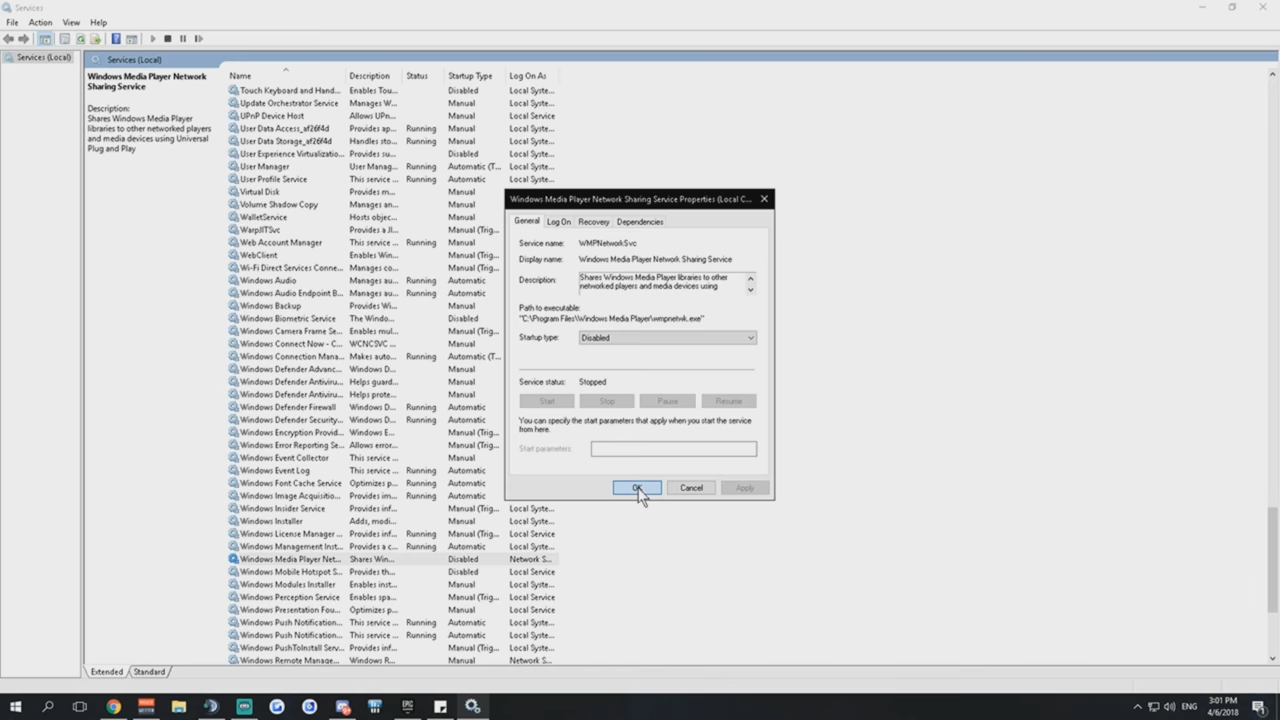 Services
File Action View Help
Services (Local)
Services (Local)
Windows Media Player Network
Sharing Service
Description:
Shares Windows Media Player
libraries to other networked players
and media devices using Universal
Plug and Play
Name Description Status Startup Type Log On As
Touch Keyboard and Hand... Enables Tou... Disabled Local Syste...
Update Orchestrator Service Manages W... Manual Local Syste...
UPnP Device Host Allows UPn... Manual Local Service
User Data Access_af26f4d Provides ap... Running Manual Local Syste...
User Data Storage_af26f4d Handles sto... Running Manual Local Syste...
User Experience Virtualizatio... Provides su... Disabled Local Syste...
User Manager User Manag... Running Automatic (T... Local Syste...
User Profile Service This service ... Running Automatic Local Syste...
Virtual Disk Provides m... Manual
Volume Shadow Copy Manages an... Manual
WalletService Hosts objec... Manual
WarpJITSvc Provides a JI... Manual (Trig...
Web Account Manager This service ... Running Manual
WebClient Enables Win... Manual (Trig...
Wi-Fi Direct Services Conne... Manages co... Manual (Trig...
Windows Audio Manages au... Running Automatic
Windows Audio Endpoint B... Manages au... Running Automatic
Windows Backup Provides Wi... Manual
Windows Biometric Service The Windo... Disabled
Windows Camera Frame Se... Enables mul... Manual (Trig...
Windows Connect Now - C... WCNCSVC ... Manual
Windows Connection Mana... Makes auto... Running Automatic (T...
Windows Defender Advanc... Windows D... Manual
Windows Defender Antiviru... Helps guard... Manual
Windows Defender Antiviru... Helps prote... Manual
Windows Defender Firewall Windows D... Running Automatic
Windows Defender Security... Windows D... Running Automatic
Windows Encryption Provid... Windows E... Manual (Trig...
Windows Error Reporting Se... Allows error... Manual (Trig...
Windows Event Collector This service ... Manual
Windows Event Log This service ... Running Automatic
Windows Font Cache Service Optimizes p... Running Automatic
Windows Image Acquisitio... Provides im... Running Automatic
Windows Insider Service Provides inf... Manual (Trig... Local Syste...
Windows Installer Adds, modi... Manual Local Syste...
Windows License Manager ... Provides inf... Running Manual (Trig... Local Service
Windows Management Inst... Provides a c... Running Automatic Local Syste...
Windows Media Player Net... Shares Win... Disabled Network S...
Windows Mobile Hotspot S... Provides th... Disabled Local Service
Windows Modules Installer Enables inst... Manual Local Syste...
Windows Perception Service Enables spa... Manual (Trig... Local Service
Windows Presentation Fou... Optimizes p... Manual Local Service
Windows Push Notification... This service ... Running Automatic Local Syste...
Windows Push Notification... This service ... Running Manual Local Syste...
Windows PushToInstall Serv... Provides inf... Manual (Trig... Local Syste...
Windows Remote Manage... Windows R... Manual Network S...
Extended Standard
Windows Media Player Network Sharing Service Properties (Local C...
General Log On Recovery Dependencies
Service name: WMPNetworkSvc
Display name: Windows Media Player Network Sharing Service
Description: Shares Windows Media Player libraries to other
networked players and media devices using
Path to executable:
"C:\Program Files\Windows Media Player\wmpnetwk.exe"
Startup type: Disabled
Service status: Stopped
Start Stop Pause Resume
You can specify the start parameters that apply when you start the service
from here.
Start parameters:
OK Cancel Apply
ENG 3:01 PM
4/6/2018